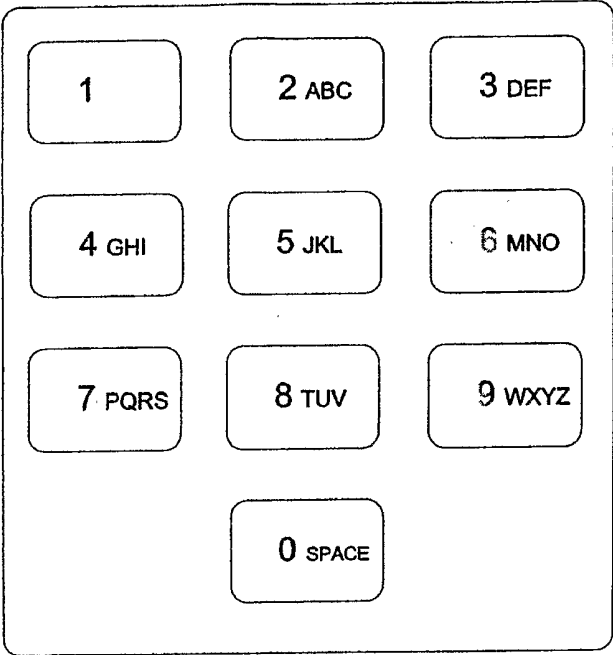 1
2 ABC
3 DEF
4 GHI
5 JKL
6 MNO
7 PQRS
8 TUV
9 WXYZ
0 SPACE